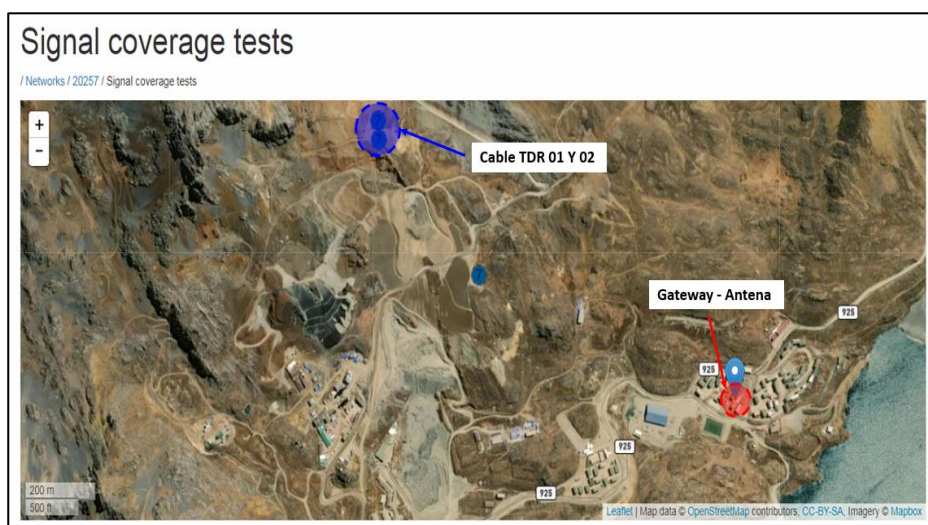 Signal coverage tests
/ Networks / 20257 / Signal coverage tests
+
−
Cable TDR 01 Y 02
7
Gateway - Antena
925
925
925
925
200 m
500 ft
Leaflet | Map data © OpenStreetMap contributors, CC-BY-SA, Imagery © Mapbox